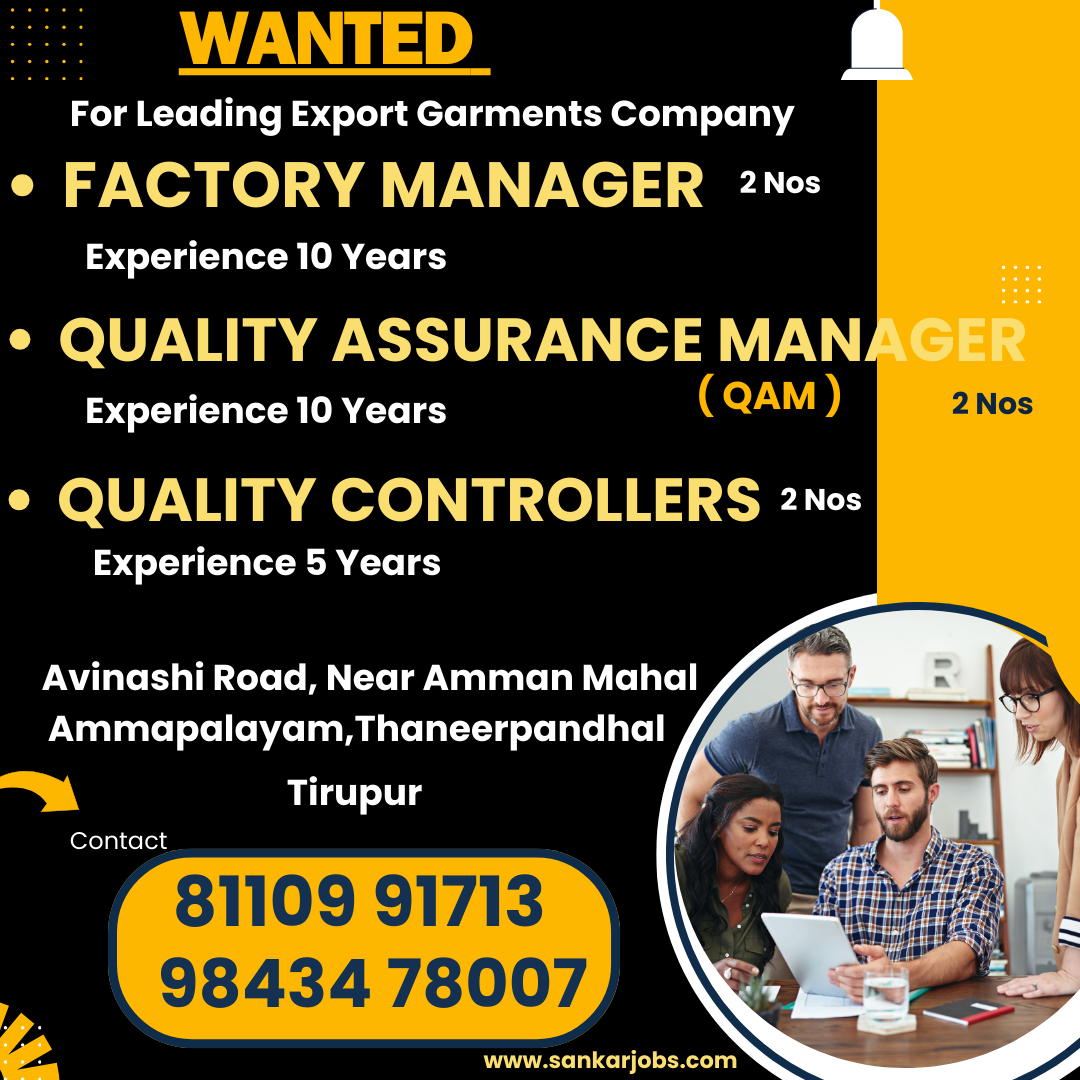 WANTED
For Leading Export Garments Company
• FACTORY MANAGER 2 Nos
Experience 10 Years
• QUALITY ASSURANCE MANAGER
( QAM )
Experience 10 Years 2 Nos
• QUALITY CONTROLLERS 2 Nos
Experience 5 Years
Avinashi Road, Near Amman Mahal
Ammapalayam,Thaneerpandhal
Tirupur
Contact
81109 91713
98434 78007
www.sankarjobs.com
R